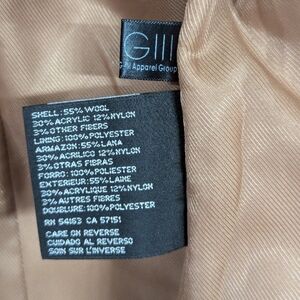 GIII
G-III Apparel Group
SHELL: 55% WOOL
30% ACRYLIC 12% NYLON
3% OTHER FIBERS
LINING: 100% POLYESTER
ARMAZON: 55% LANA
30% ACRILICO 12% NYLON
3% OTRAS FIBRAS
FORRO: 100% POLYESTER
EXTERIEUR: 55% LAINE
30% ACRYLIQUE 12% NYLON
3% AUTRES FIBRES
DOUBLURE: 100% POLYESTER
RN 54163 CA 57151
CARE ON REVERSE
CUIDADO AL REVERSO
SOIN SUR L'INVERSE